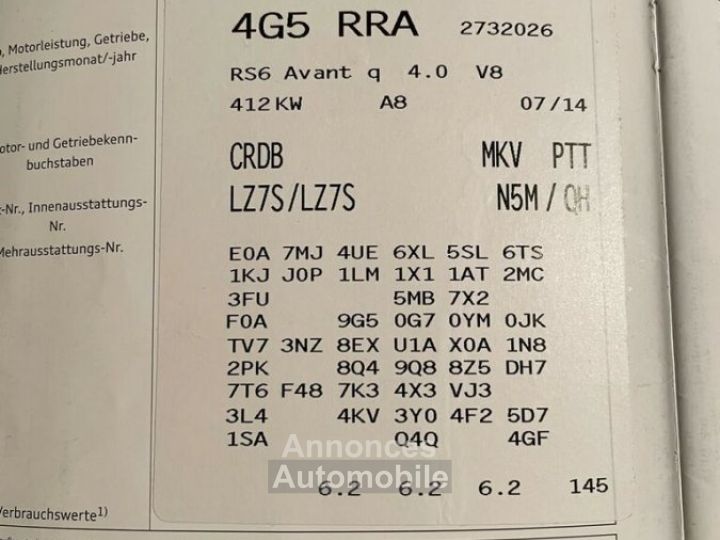 4G5 RRA 2732026
Motorleistung, Getriebe,
erstellungsmonat/-jahr
RS6 Avant q 4.0 V8
412 KW A8 07/14
otor- und Getriebekenn-
buchstaben
CRDB MKV PTT
LZ7S/LZ7S N5M / QH
-Nr., Innenausstattungs-
Nr.
Mehrausstattungs-Nr.
E0A 7MJ 4UE 6XL 5SL 6TS
1KJ J0P 1LM 1X1 1AT 2MC
3FU 5MB 7X2
F0A 9G5 0G7 0YM 0JK
TV7 3NZ 8EX U1A X0A 1N8
2PK 8Q4 9Q8 8Z5 DH7
7T6 F48 7K3 4X3 VJ3
3L4 4KV 3Y0 4F2 5D7
1SA Q4Q 4GF
Annonces
Automobile
6.2 6.2 6.2 145
Verbrauchswerte1)